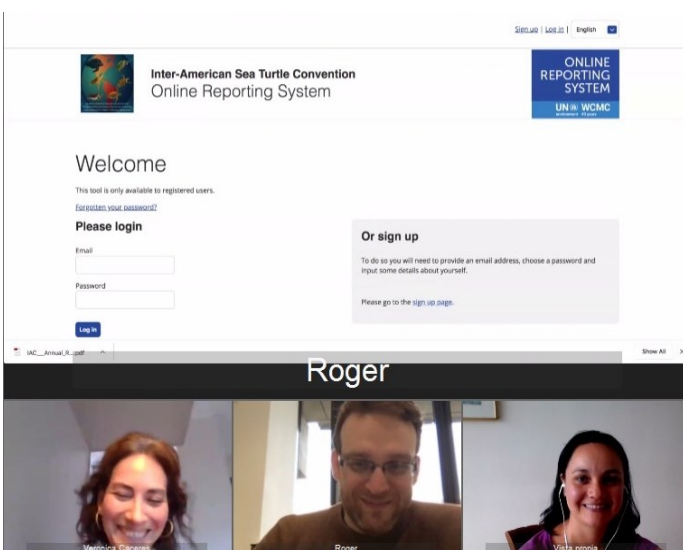 Sign up | Log in | English
Inter-American Sea Turtle Convention
Online Reporting System
ONLINE
REPORTING
SYSTEM
UN WCMC
Welcome
This tool is only available to registered users.
Forgotten your password?
Please login
Email
Password
Log in
Or sign up
To do so you will need to provide an email address, choose a password and
input some details about yourself.
Please go to the sign up page.
IAC__Annual_R...pdf
Show All
Roger
Veronica Caceres
Roger
Vista propia